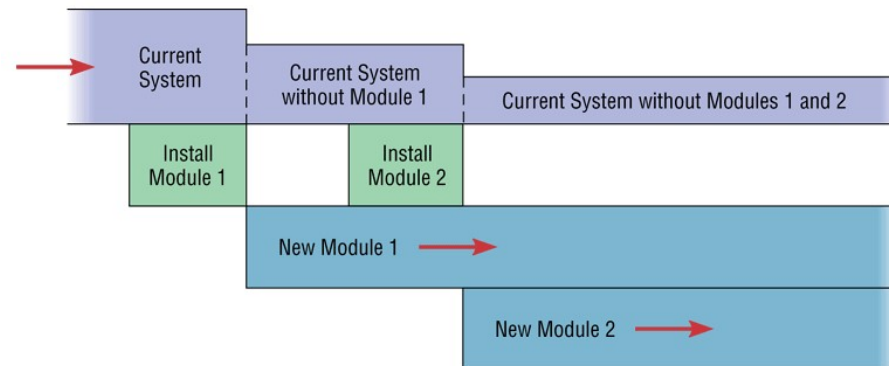 Current
System
Current System
without Module 1
Current System without Modules 1 and 2
Install
Module 1
Install
Module 2
New Module 1
New Module 2